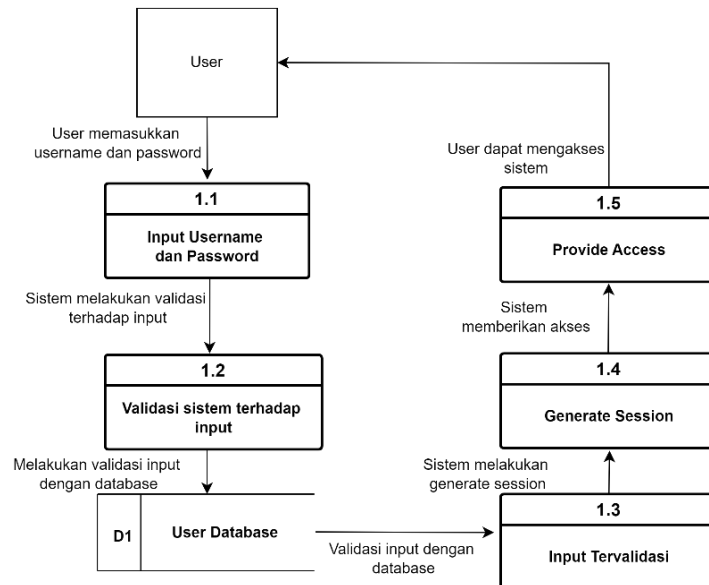 User
User memasukkan
username dan password
1.1
Input Username
dan Password
Sistem melakukan validasi
terhadap input
1.2
Validasi sistem terhadap
input
Melakukan validasi input
dengan database
D1
User Database
Validasi input dengan
database
1.3
Input Tervalidasi
Sistem melakukan
generate session
1.4
Generate Session
Sistem
memberikan akses
1.5
Provide Access
User dapat mengakses
sistem